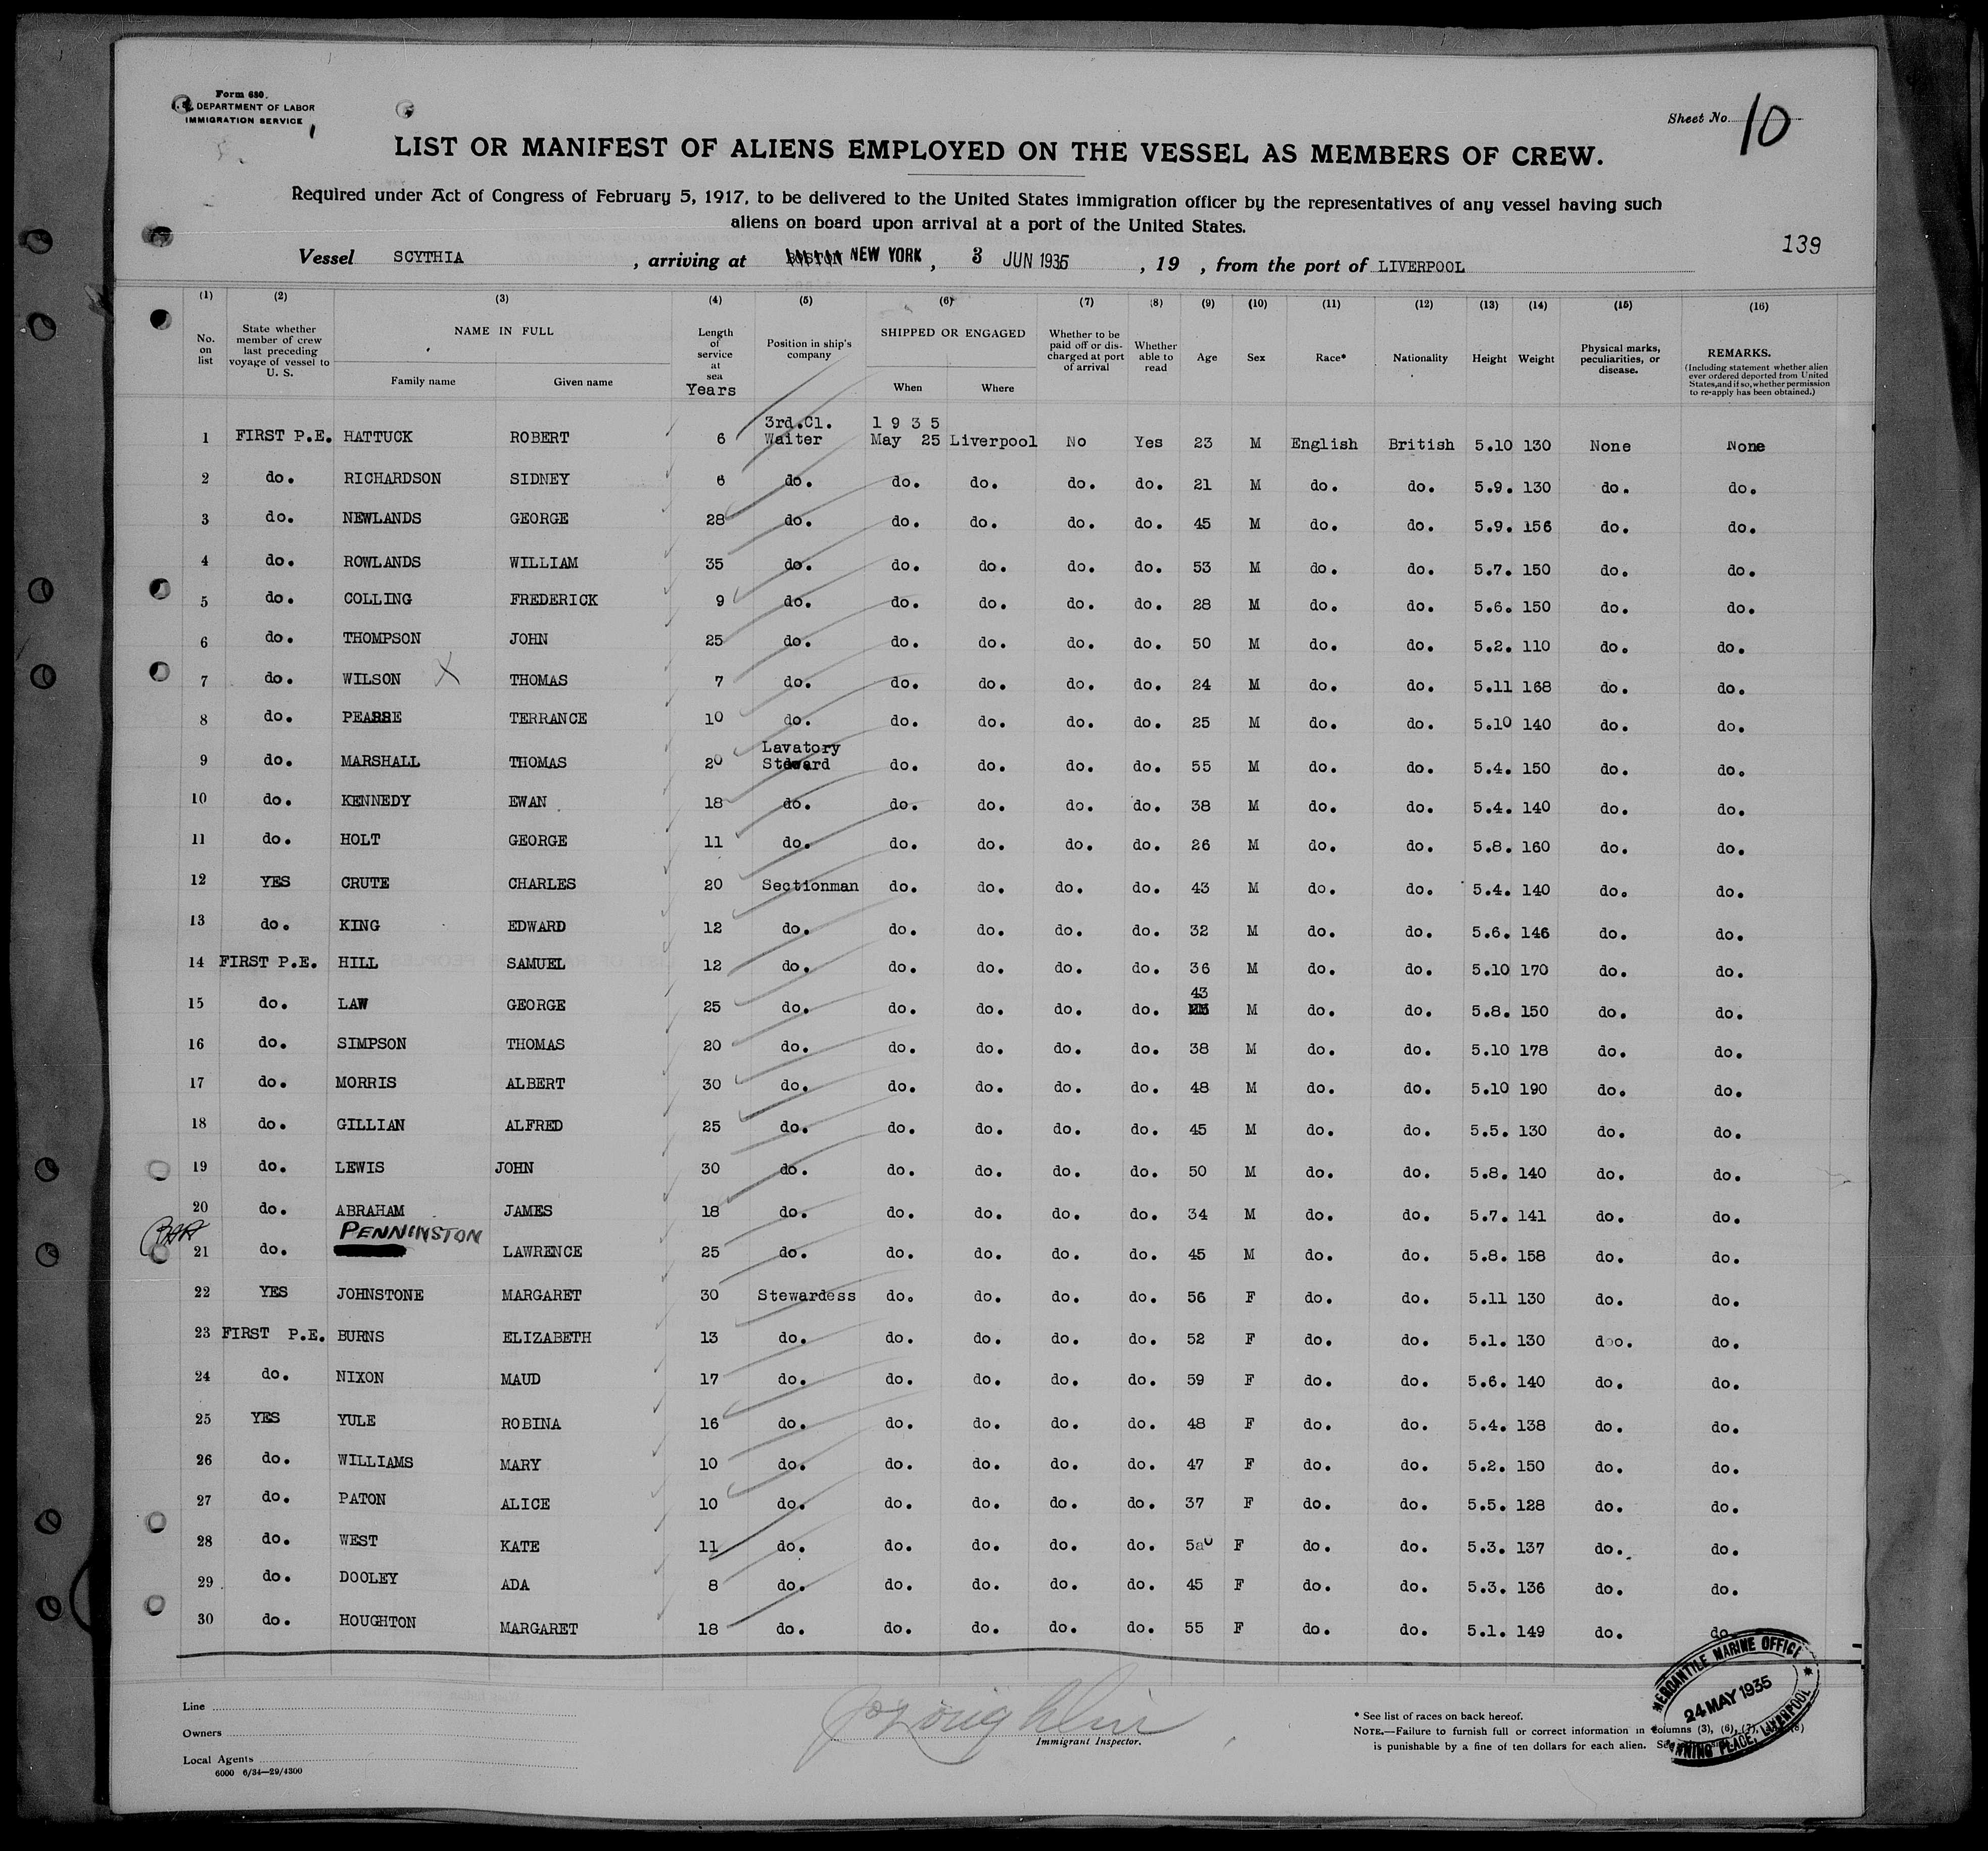 Form 680
DEPARTMENT OF LABOR
IMMIGRATION SERVICE
Sheet No. 10
LIST OR MANIFEST OF ALIENS EMPLOYED ON THE VESSEL AS MEMBERS OF CREW.
Required under Act of Congress of February 5, 1917, to be delivered to the United States immigration officer by the representatives of any vessel having such
aliens on board upon arrival at a port of the United States.
139
Vessel SCYTHIA, arriving at BOSTON NEW YORK, 3 JUN 1935, 19 , from the port of LIVERPOOL
(1) (2) (3) (4) (5) (6) (7) (8) (9) (10) (11) (12) (13) (14) (15) (16)
No. on list | State whether member of crew last preceding voyage of vessel to U. S. | NAME IN FULL Family name Given name | Length of service at sea Years | Position in ship's company | SHIPPED OR ENGAGED When Where | Whether to be paid off or discharged at port of arrival | Whether able to read | Age | Sex | Race* | Nationality | Height | Weight | Physical marks, peculiarities, or disease. | REMARKS. (Including statement whether alien ever ordered deported from United States, and if so, whether permission to re-apply has been obtained.)
1 FIRST P.E. HATTUCK ROBERT 6 3rd.Cl. Waiter 1935 May 25 Liverpool No Yes 23 M English British 5.10 130 None None
2 do. RICHARDSON SIDNEY 6 do. do. do. do. do. 21 M do. do. 5.9. 130 do. do.
3 do. NEWLANDS GEORGE 28 do. do. do. do. do. 45 M do. do. 5.9. 156 do. do.
4 do. ROWLANDS WILLIAM 35 do. do. do. do. do. 53 M do. do. 5.7. 150 do. do.
5 do. COLLING FREDERICK 9 do. do. do. do. do. 28 M do. do. 5.6. 150 do. do.
6 do. THOMPSON JOHN 25 do. do. do. do. do. 50 M do. do. 5.2. 110 do. do.
7 do. WILSON X THOMAS 7 do. do. do. do. do. 24 M do. do. 5.11 168 do. do.
8 do. TERRANCE 10 do. do. do. do. do. 25 M do. do. 5.10 140 do. do.
9 do. MARSHALL THOMAS 20 Lavatory Steward do. do. do. do. 55 M do. do. 5.4. 150 do. do.
10 do. KENNEDY EWAN 18 do. do. do. do. do. 38 M do. do. 5.4. 140 do. do.
11 do. HOLT GEORGE 11 do. do. do. do. do. 26 M do. do. 5.8. 160 do. do.
12 YES CRUTE CHARLES 20 Sectionman do. do. do. do. 43 M do. do. 5.4. 140 do. do.
13 do. KING EDWARD 12 do. do. do. do. do. 32 M do. do. 5.6. 146 do. do.
14 FIRST P.E. HILL SAMUEL 12 do. do. do. do. do. 36 M do. do. 5.10 170 do. do.
15 do. LAW GEORGE 25 do. do. do. do. do. 43 M do. do. 5.8. 150 do. do.
16 do. SIMPSON THOMAS 20 do. do. do. do. do. 38 M do. do. 5.10 178 do. do.
17 do. MORRIS ALBERT 30 do. do. do. do. do. 48 M do. do. 5.10 190 do. do.
18 do. GILLIAN ALFRED 25 do. do. do. do. do. 45 M do. do. 5.5. 130 do. do.
19 do. LEWIS JOHN 30 do. do. do. do. do. 50 M do. do. 5.8. 140 do. do.
20 do. ABRAHAM JAMES 18 do. do. do. do. do. 34 M do. do. 5.7. 141 do. do.
21 do. PENNINSTON LAWRENCE 25 do. do. do. do. do. 45 M do. do. 5.8. 158 do. do.
22 YES JOHNSTONE MARGARET 30 Stewardess do. do. do. do. 56 F do. do. 5.11 130 do. do.
23 FIRST P.E. BURNS ELIZABETH 13 do. do. do. do. do. 52 F do. do. 5.1. 130 doo. do.
24 do. NIXON MAUD 17 do. do. do. do. do. 59 F do. do. 5.6. 140 do. do.
25 YES YULE ROBINA 16 do. do. do. do. do. 48 F do. do. 5.4. 138 do. do.
26 do. WILLIAMS MARY 10 do. do. do. do. do. 47 F do. do. 5.2. 150 do. do.
27 do. PATON ALICE 10 do. do. do. do. do. 37 F do. do. 5.5. 128 do. do.
28 do. WEST KATE 11 do. do. do. do. do. F do. do. 5.3. 137 do. do.
29 do. DOOLEY ADA 8 do. do. do. do. do. 45 F do. do. 5.3. 136 do. do.
30 do. HOUGHTON MARGARET 18 do. do. do. do. do. 55 F do. do. 5.1. 149 do. do.
Line
Owners
Local Agents
6000 6/34—29/4300
Immigrant Inspector.
* See list of races on back hereof.
NOTE.—Failure to furnish full or correct information in columns (3), (6), (7),
is punishable by a fine of ten dollars for each alien.
MERCANTILE MARINE OFFICE
24 MAY 1935
CANNING PLACE, LIVERPOOL